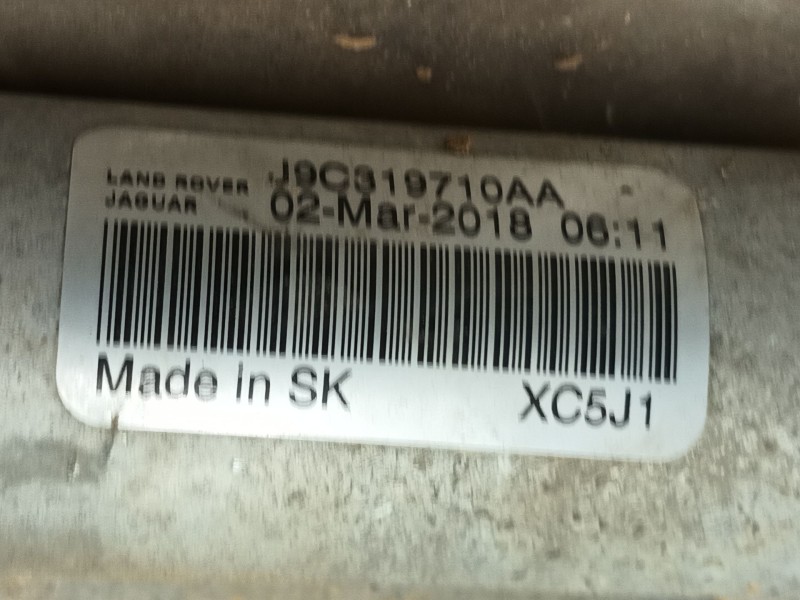 LAND ROVER J9C319710AA
JAGUAR 02-Mar-2018 06:11
Made in SK XC5J1